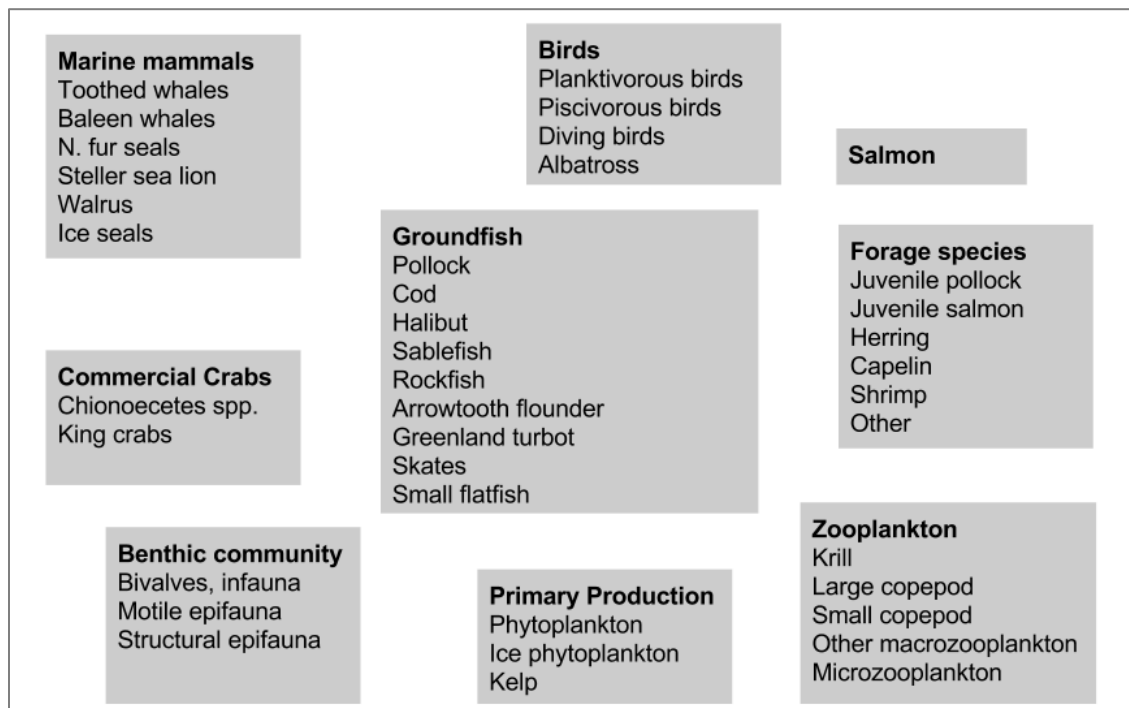 Marine mammals
Toothed whales
Baleen whales
N. fur seals
Steller sea lion
Walrus
Ice seals
Birds
Planktivorous birds
Piscivorous birds
Diving birds
Albatross
Salmon
Groundfish
Pollock
Cod
Halibut
Sablefish
Rockfish
Arrowtooth flounder
Greenland turbot
Skates
Small flatfish
Forage species
Juvenile pollock
Juvenile salmon
Herring
Capelin
Shrimp
Other
Commercial Crabs
Chionoecetes spp.
King crabs
Benthic community
Bivalves, infauna
Motile epifauna
Structural epifauna
Primary Production
Phytoplankton
Ice phytoplankton
Kelp
Zooplankton
Krill
Large copepod
Small copepod
Other macrozooplankton
Microzooplankton